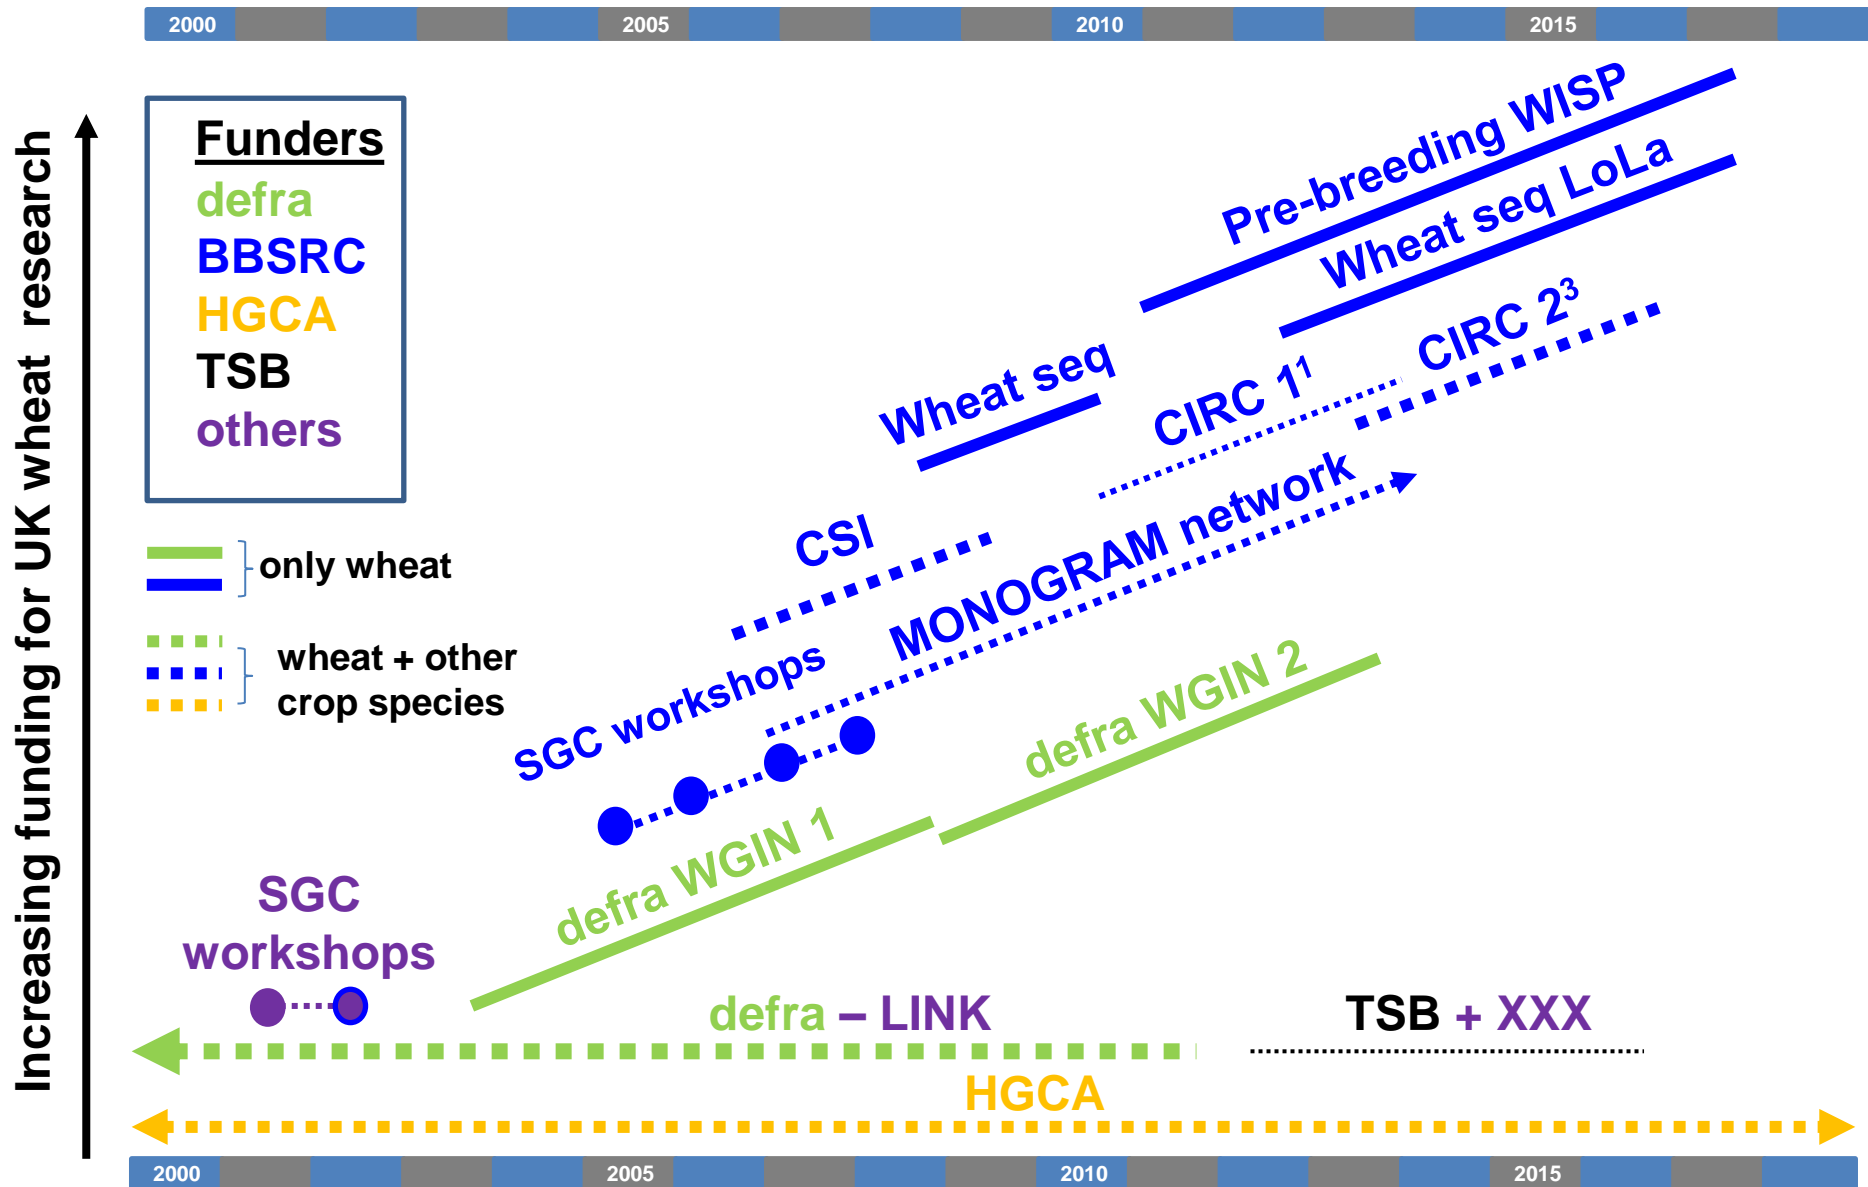 2000 2005 2010 2015
Increasing funding for UK wheat research
Funders
defra
BBSRC
HGCA
TSB
others
only wheat
wheat + other
crop species
Pre-breeding WISP
Wheat seq LoLa
CIRC 2³
Wheat seq
CIRC 1¹
CSI
MONOGRAM network
SGC workshops
defra WGIN 2
defra WGIN 1
SGC
workshops
defra – LINK
TSB + XXX
HGCA
2000 2005 2010 2015